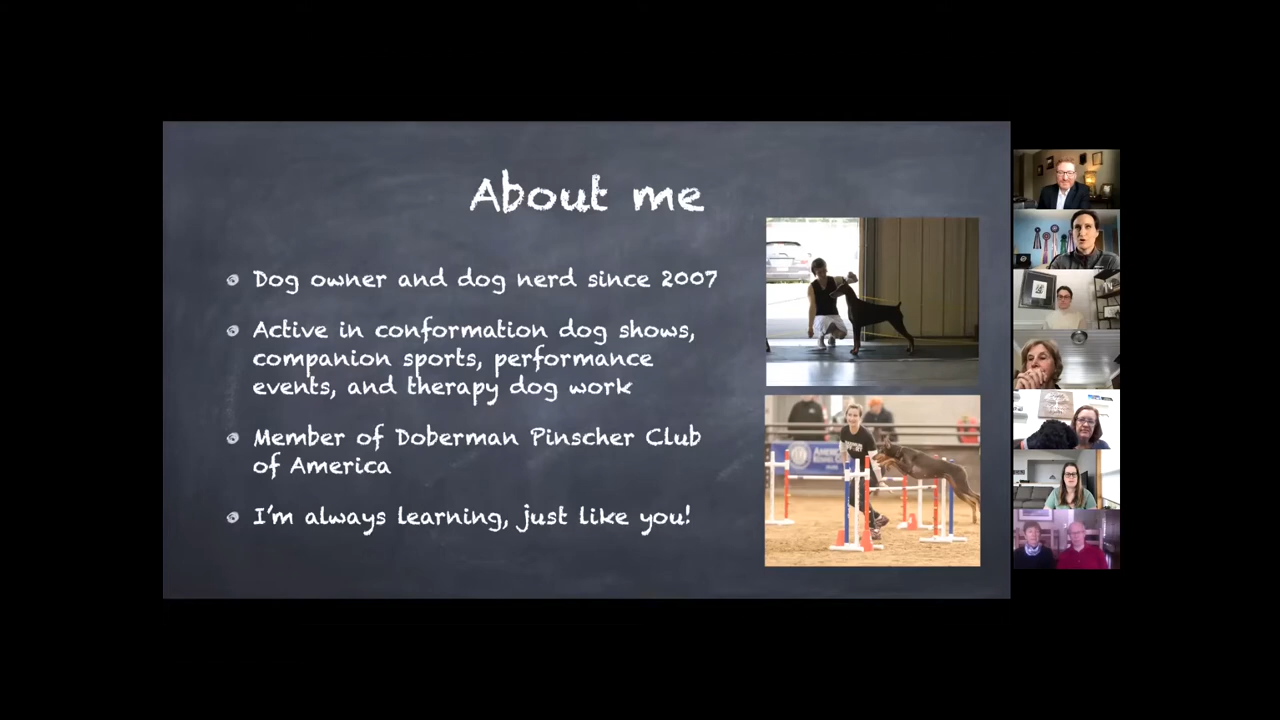 About me
Dog owner and dog nerd since 2007
Active in conformation dog shows,
companion sports, performance
events, and therapy dog work
Member of Doberman Pinscher Club
of America
I'm always learning, just like you!